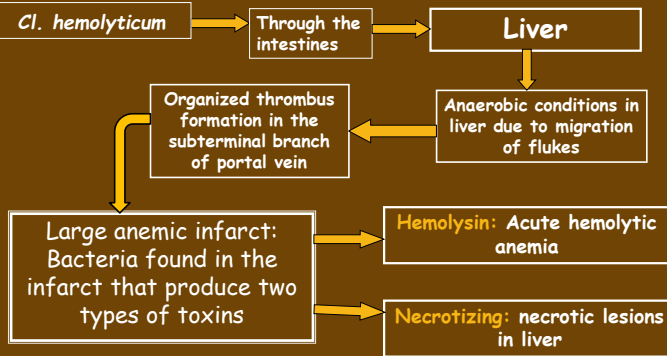 Cl. hemolyticum
Through the
intestines
Liver
Anaerobic conditions in
liver due to migration
of flukes
Organized thrombus
formation in the
subterminal branch
of portal vein
Large anemic infarct:
Bacteria found in the
infarct that produce two
types of toxins
Hemolysin: Acute hemolytic
anemia
Necrotizing: necrotic lesions
in liver